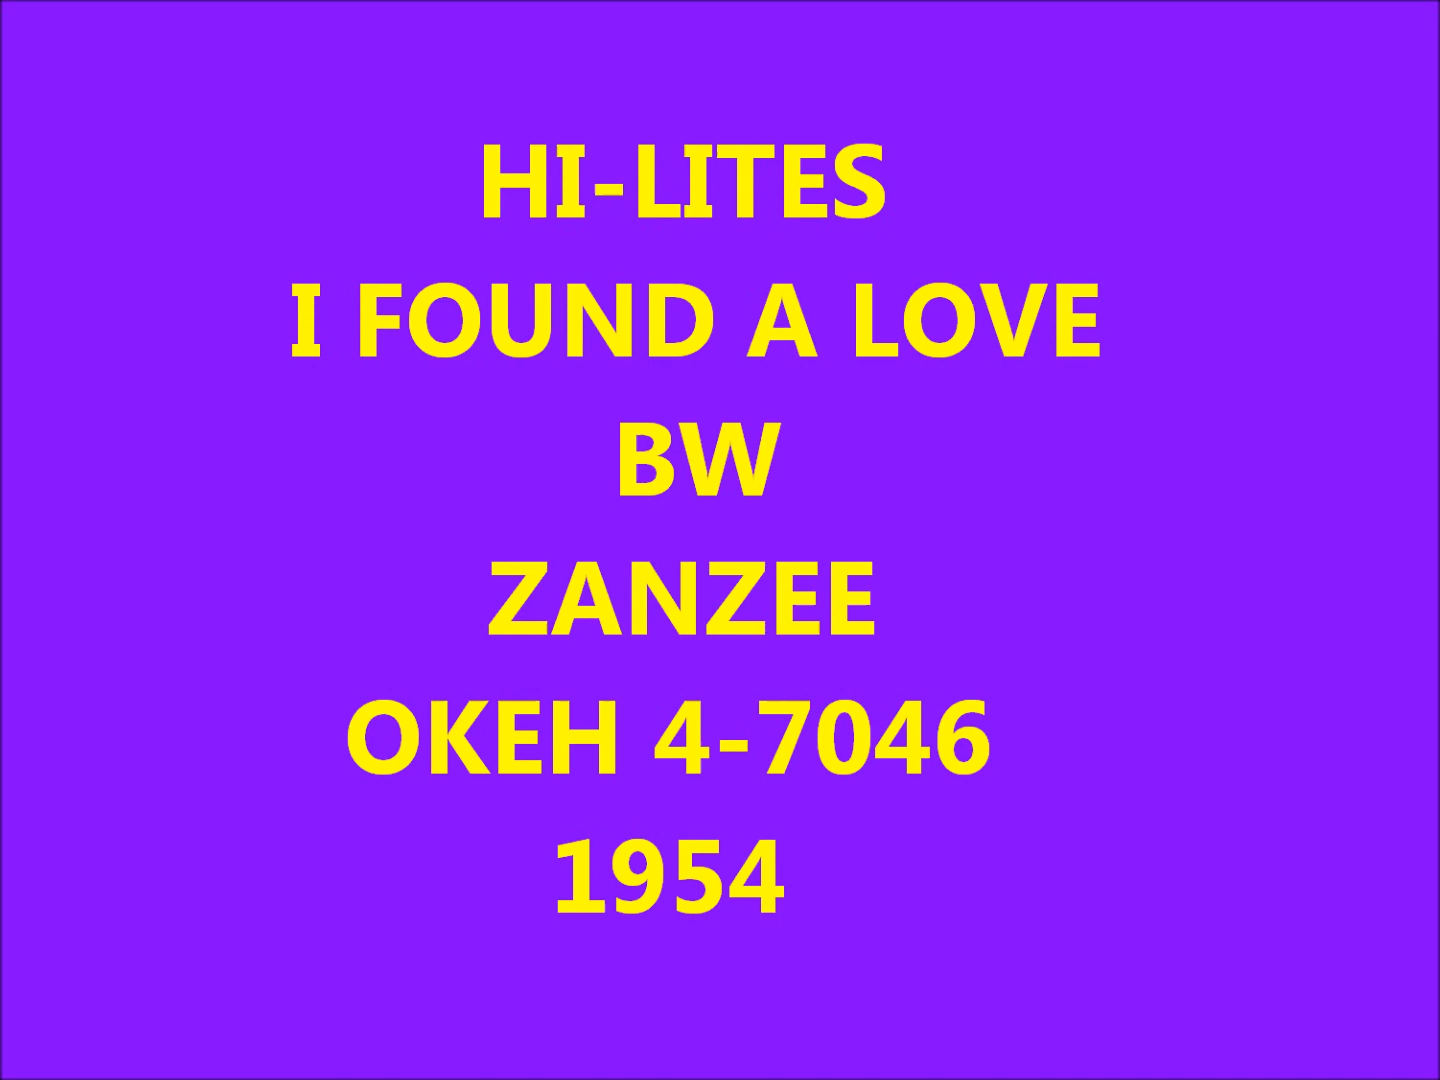 HI-LITES
I FOUND A LOVE
BW
ZANZEE
OKEH 4-7046
1954